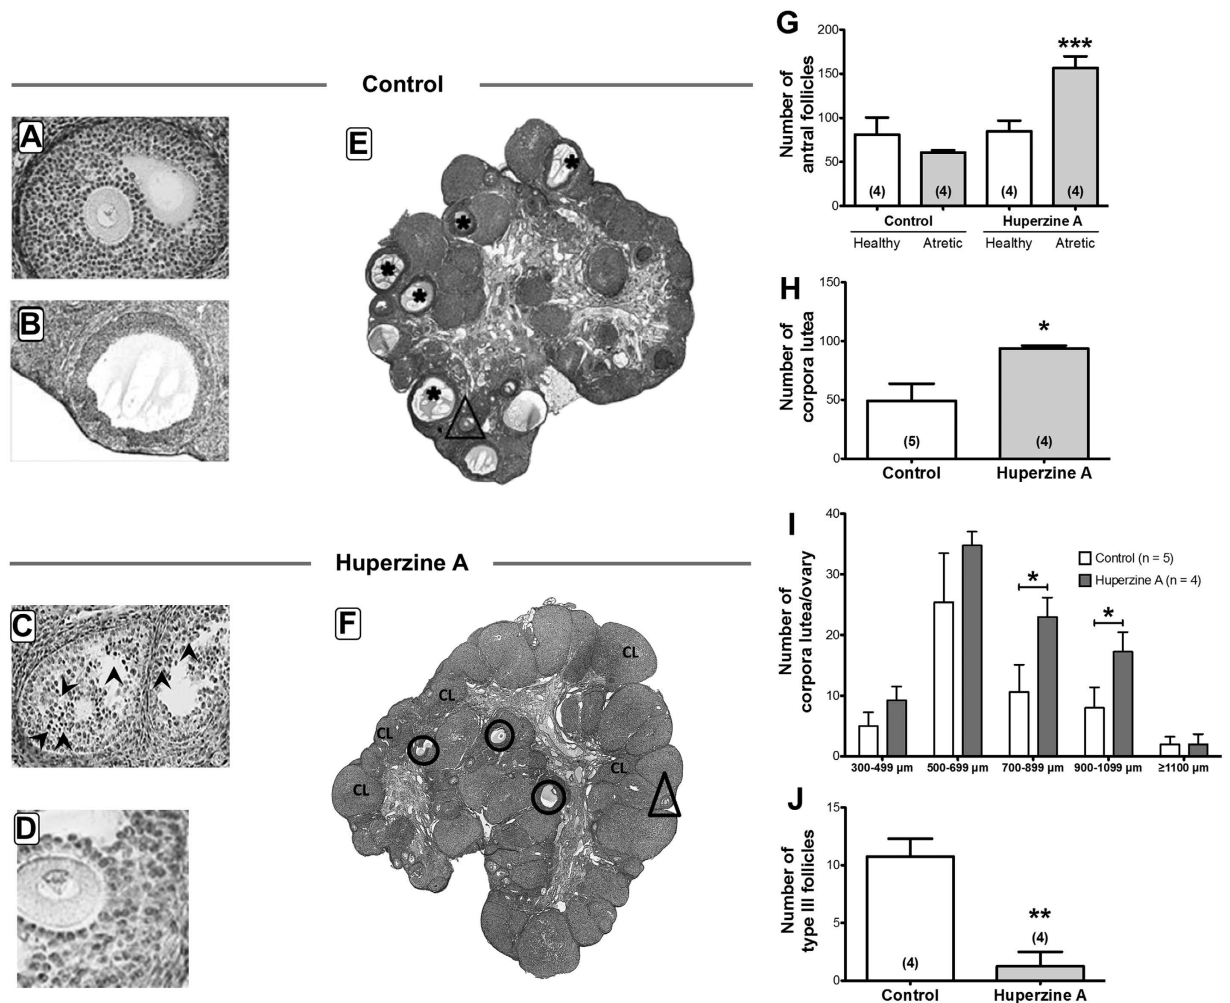 Control
A
B
E
*
*
*
*
*
Huperzine A
C
D
F
CL
CL
CL
CL
CL
G
Number of
antral follicles
200
150
100
50
0
***
(4)
(4)
(4)
(4)
Control
Huperzine A
Healthy
Atretic
Healthy
Atretic
H
Number of
corpora lutea
150
100
50
0
*
(5)
(4)
Control
Huperzine A
I
Number of
corpora lutea/ovary
40
30
20
10
0
Control (n = 5)
Huperzine A (n = 4)
*
*
300-499 µm
500-699 µm
700-899 µm
900-1099 µm
≥1100 µm
J
Number of
type III follicles
15
10
5
0
**
(4)
(4)
Control
Huperzine A